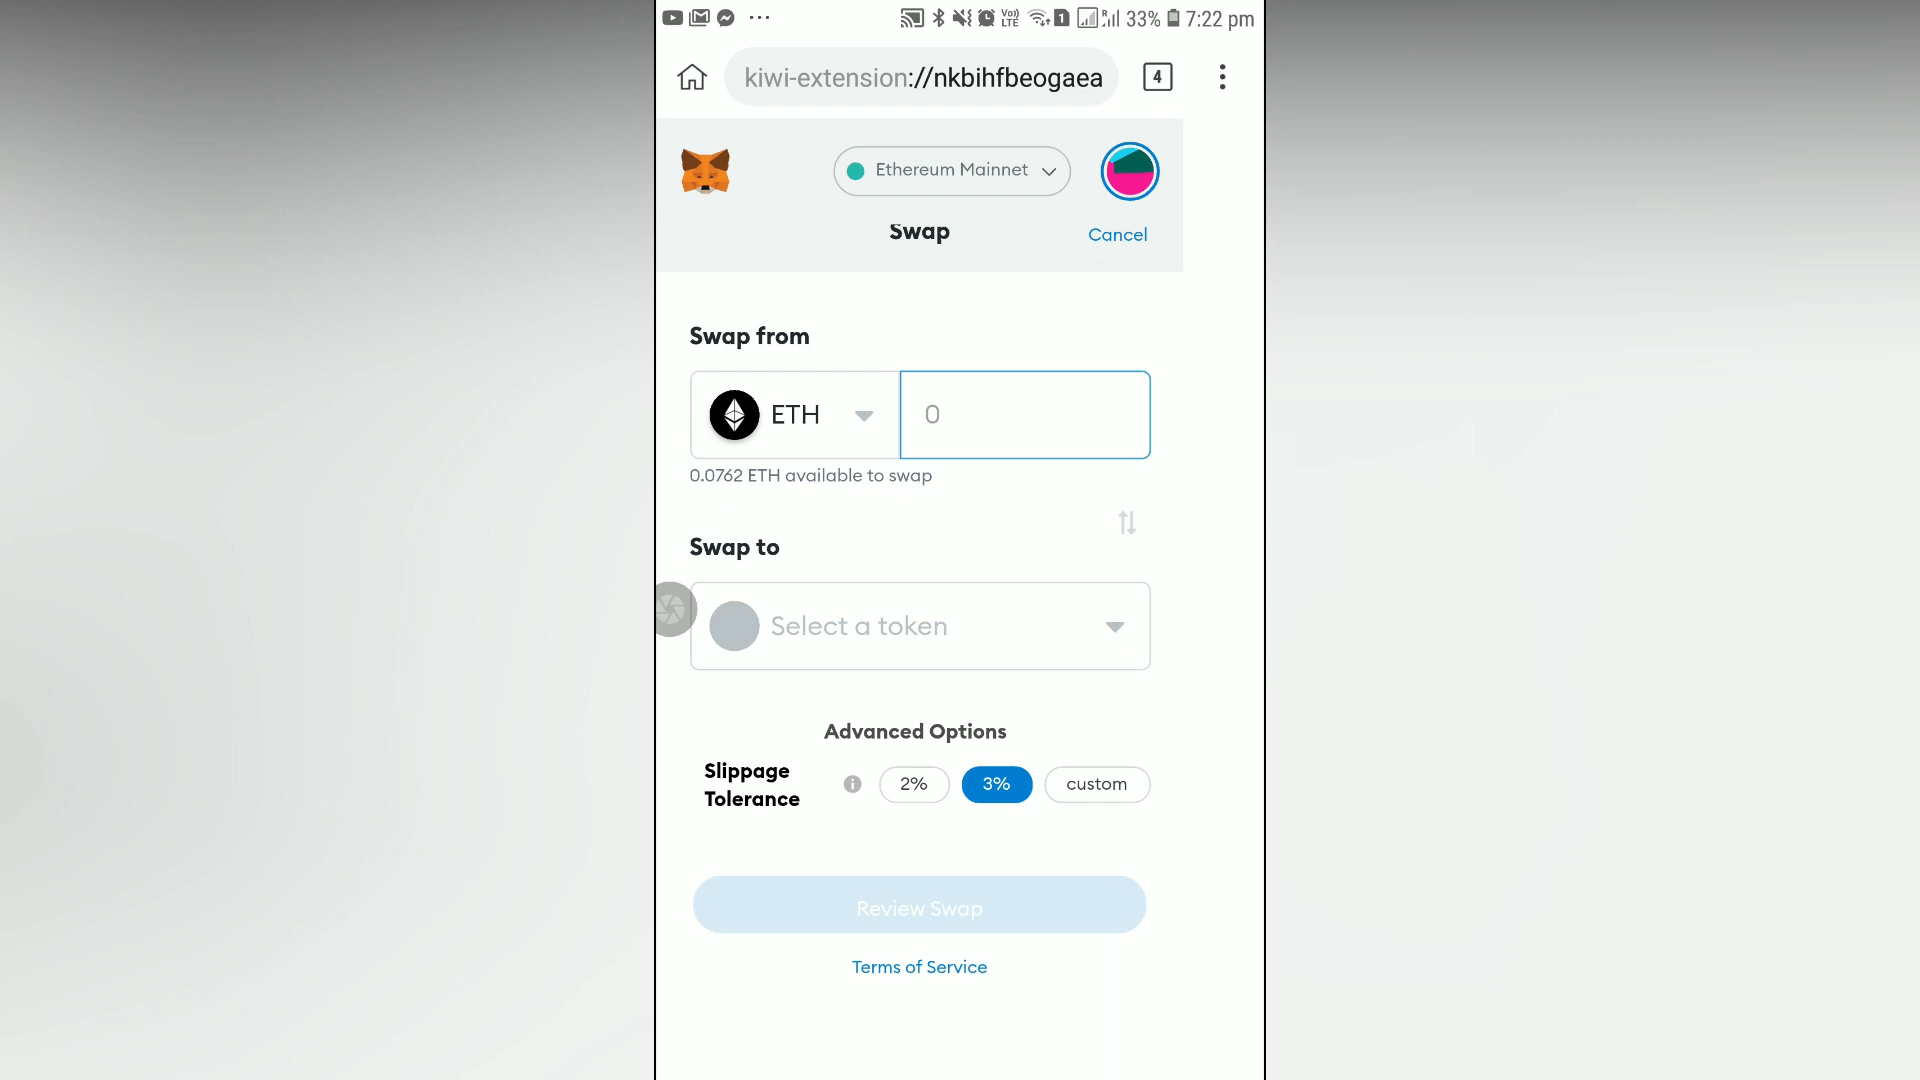 33% 7:22 pm
kiwi-extension://nkbihfbeogaea
4
Ethereum Mainnet
Swap
Cancel
Swap from
ETH
0
0.0762 ETH available to swap
Swap to
Select a token
Advanced Options
Slippage
Tolerance
2%
3%
custom
Review Swap
Terms of Service